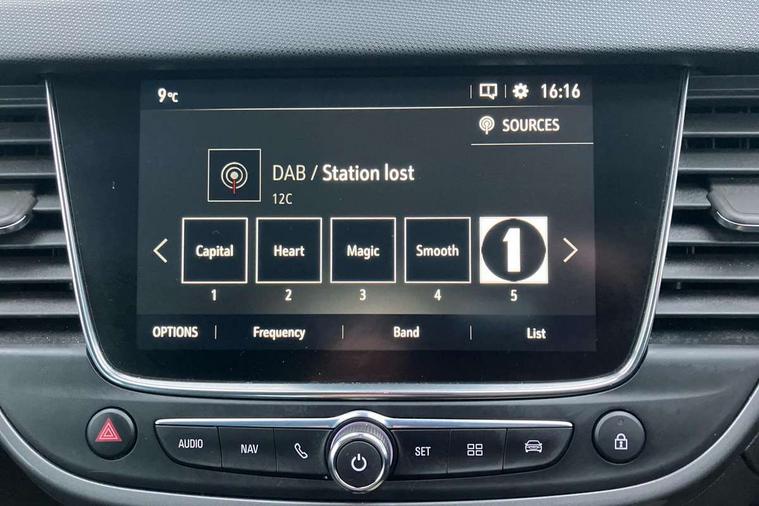 9°C
16:16
SOURCES
DAB / Station lost
12C
Capital Heart Magic Smooth 1
1 2 3 4 5
OPTIONS Frequency Band List
AUDIO NAV SET